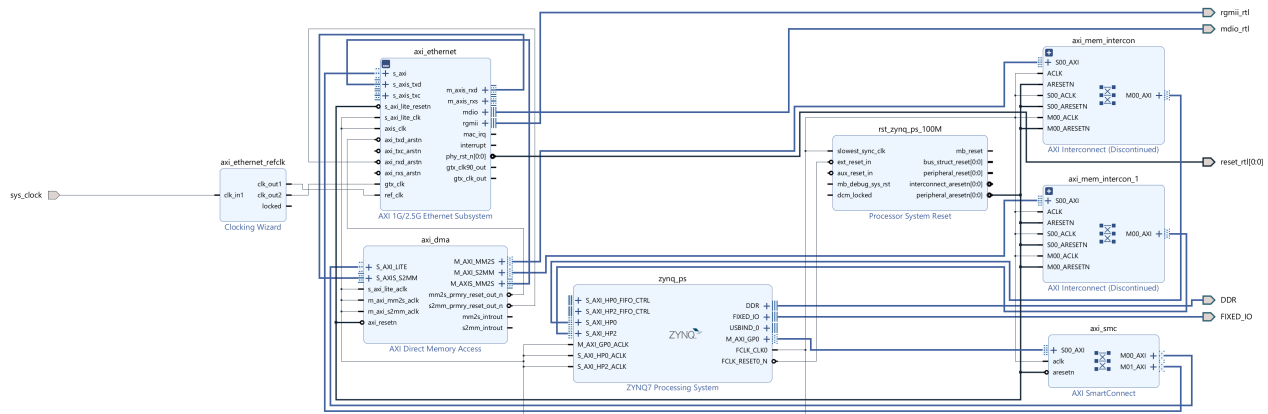 rgmii_rtl
mdio_rtl
axi_mem_intercon
S00_AXI
ACLK
ARESETN
S00_ACLK
S00_ARESETN
M00_ACLK
M00_ARESETN
M00_AXI
AXI Interconnect (Discontinued)
axi_ethernet
s_axi
s_axis_txd
s_axis_txc
s_axi_lite_resetn
s_axi_lite_clk
axis_clk
axi_txd_arstn
axi_txc_arstn
axi_rxd_arstn
axi_rxs_arstn
gtx_clk
ref_clk
m_axis_rxd
m_axis_rxs
mdio
rgmii
mac_irq
interrupt
phy_rst_n[0:0]
gtx_clk90_out
gtx_clk_out
AXI 1G/2.5G Ethernet Subsystem
rst_zynq_ps_100M
slowest_sync_clk
ext_reset_in
aux_reset_in
mb_debug_sys_rst
dcm_locked
mb_reset
bus_struct_reset[0:0]
peripheral_reset[0:0]
interconnect_aresetn[0:0]
peripheral_aresetn[0:0]
Processor System Reset
reset_rtl[0:0]
sys_clock
axi_ethernet_refclk
clk_in1
clk_out1
clk_out2
locked
Clocking Wizard
axi_mem_intercon_1
S00_AXI
ACLK
ARESETN
S00_ACLK
S00_ARESETN
M00_ACLK
M00_ARESETN
M00_AXI
AXI Interconnect (Discontinued)
axi_dma
S_AXI_LITE
S_AXIS_S2MM
s_axi_lite_aclk
m_axi_mm2s_aclk
m_axi_s2mm_aclk
axi_resetn
M_AXI_MM2S
M_AXI_S2MM
M_AXIS_MM2S
mm2s_prmry_reset_out_n
s2mm_prmry_reset_out_n
mm2s_introut
s2mm_introut
AXI Direct Memory Access
zynq_ps
S_AXI_HP0_FIFO_CTRL
S_AXI_HP2_FIFO_CTRL
S_AXI_HP0
S_AXI_HP2
M_AXI_GP0_ACLK
S_AXI_HP0_ACLK
S_AXI_HP2_ACLK
ZYNQ
DDR
FIXED_IO
USBIND_0
M_AXI_GP0
FCLK_CLK0
FCLK_RESET0_N
ZYNQ7 Processing System
DDR
FIXED_IO
axi_smc
S00_AXI
aclk
aresetn
M00_AXI
M01_AXI
AXI SmartConnect